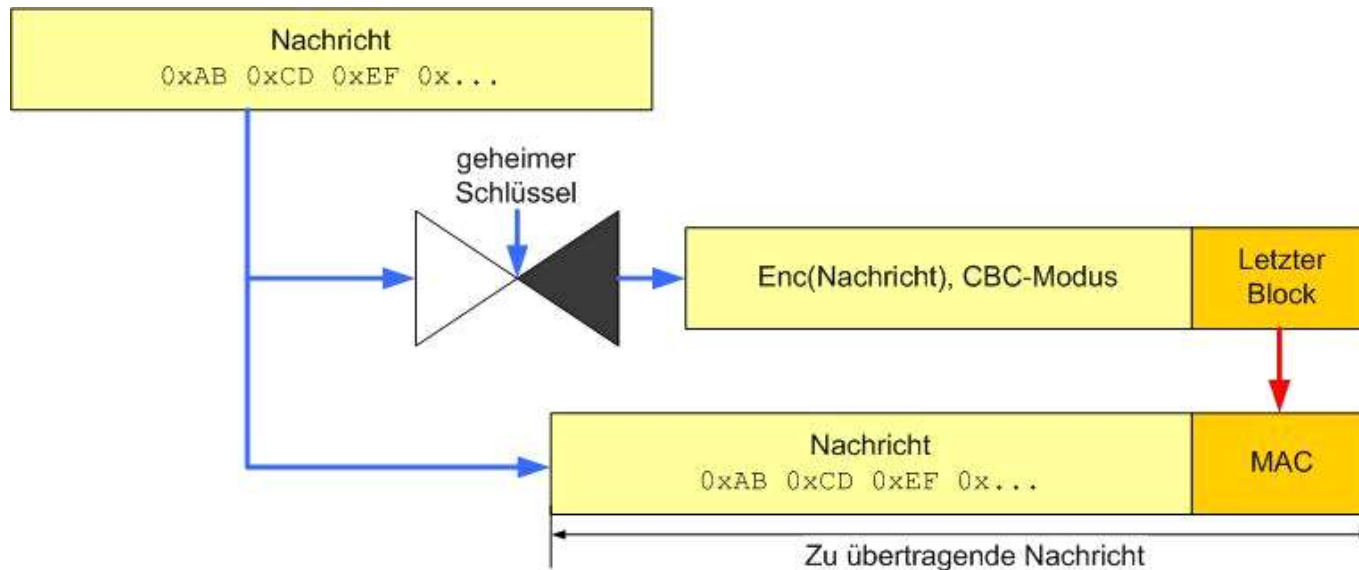 Nachricht
0xAB 0xCD 0xEF 0x...
geheimer
Schlüssel
Enc(Nachricht), CBC-Modus
Letzter
Block
Nachricht
0xAB 0xCD 0xEF 0x...
MAC
Zu übertragende Nachricht